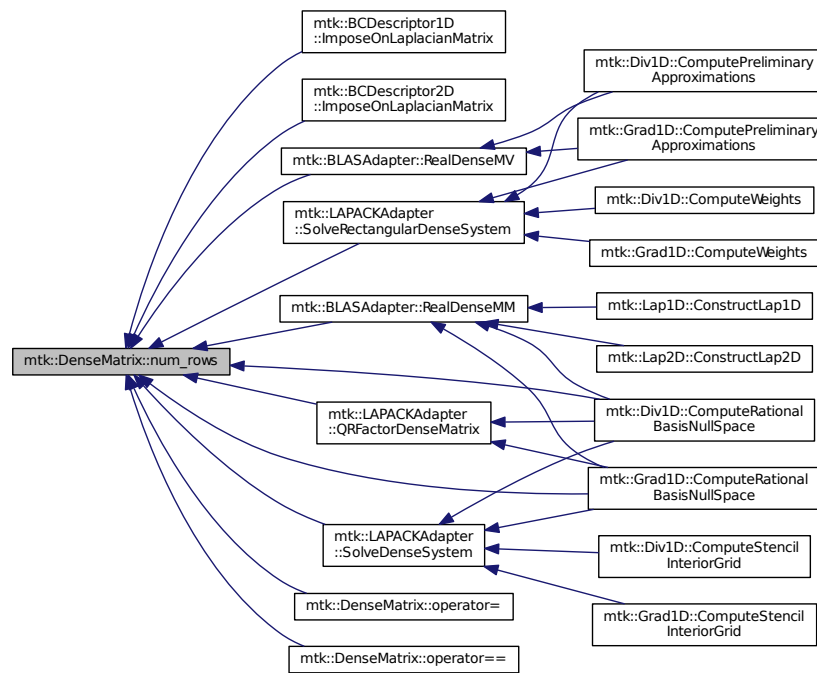 mtk::DenseMatrix::num_rows
mtk::BCDescriptor1D
::ImposeOnLaplacianMatrix
mtk::BCDescriptor2D
::ImposeOnLaplacianMatrix
mtk::BLASAdapter::RealDenseMV
mtk::LAPACKAdapter
::SolveRectangularDenseSystem
mtk::BLASAdapter::RealDenseMM
mtk::LAPACKAdapter
::QRFactorDenseMatrix
mtk::LAPACKAdapter
::SolveDenseSystem
mtk::DenseMatrix::operator=
mtk::DenseMatrix::operator==
mtk::Div1D::ComputePreliminary
Approximations
mtk::Grad1D::ComputePreliminary
Approximations
mtk::Div1D::ComputeWeights
mtk::Grad1D::ComputeWeights
mtk::Lap1D::ConstructLap1D
mtk::Lap2D::ConstructLap2D
mtk::Div1D::ComputeRational
BasisNullSpace
mtk::Grad1D::ComputeRational
BasisNullSpace
mtk::Div1D::ComputeStencil
InteriorGrid
mtk::Grad1D::ComputeStencil
InteriorGrid